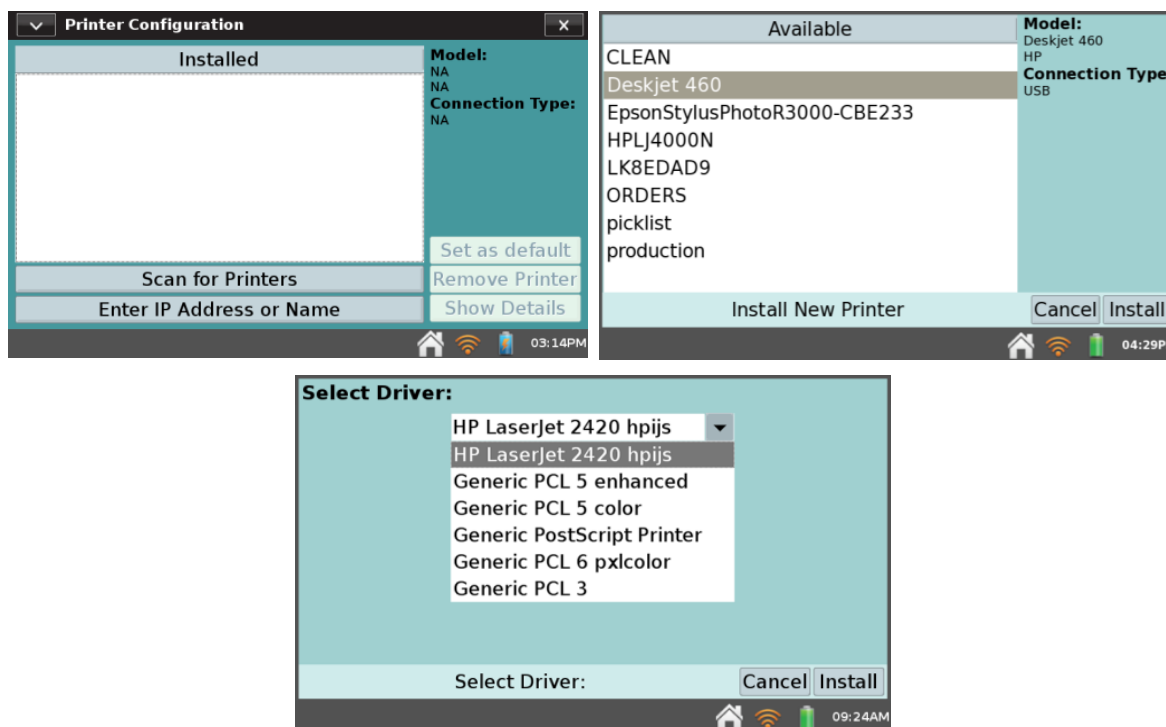 Printer Configuration
X
Installed
Model:
NA
NA
Connection Type:
NA
Set as default
Scan for Printers
Remove Printer
Enter IP Address or Name
Show Details
03:14PM
Available
Model:
Deskjet 460
HP
Connection Type
USB
CLEAN
Deskjet 460
EpsonStylusPhotoR3000-CBE233
HPLJ4000N
LK8EDAD9
ORDERS
picklist
production
Install New Printer
Cancel
Install
04:29P
Select Driver:
HP LaserJet 2420 hpijs
HP LaserJet 2420 hpijs
Generic PCL 5 enhanced
Generic PCL 5 color
Generic PostScript Printer
Generic PCL 6 pxlcolor
Generic PCL 3
Select Driver:
Cancel
Install
09:24AM